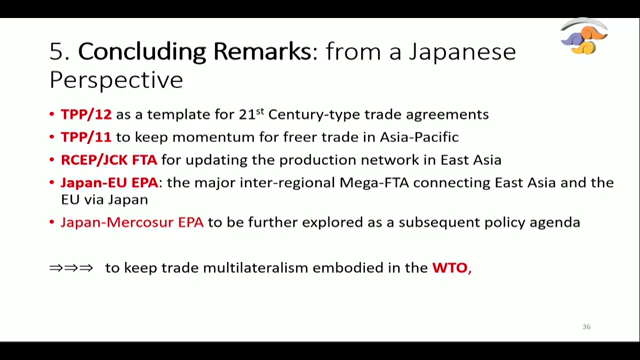 5. Concluding Remarks: from a Japanese
Perspective
• TPP/12 as a template for 21st Century-type trade agreements
• TPP/11 to keep momentum for freer trade in Asia-Pacific
• RCEP/JCK FTA for updating the production network in East Asia
• Japan-EU EPA: the major inter-regional Mega-FTA connecting East Asia and the
EU via Japan
• Japan-Mercosur EPA to be further explored as a subsequent policy agenda
⇒⇒⇒ to keep trade multilateralism embodied in the WTO,
36